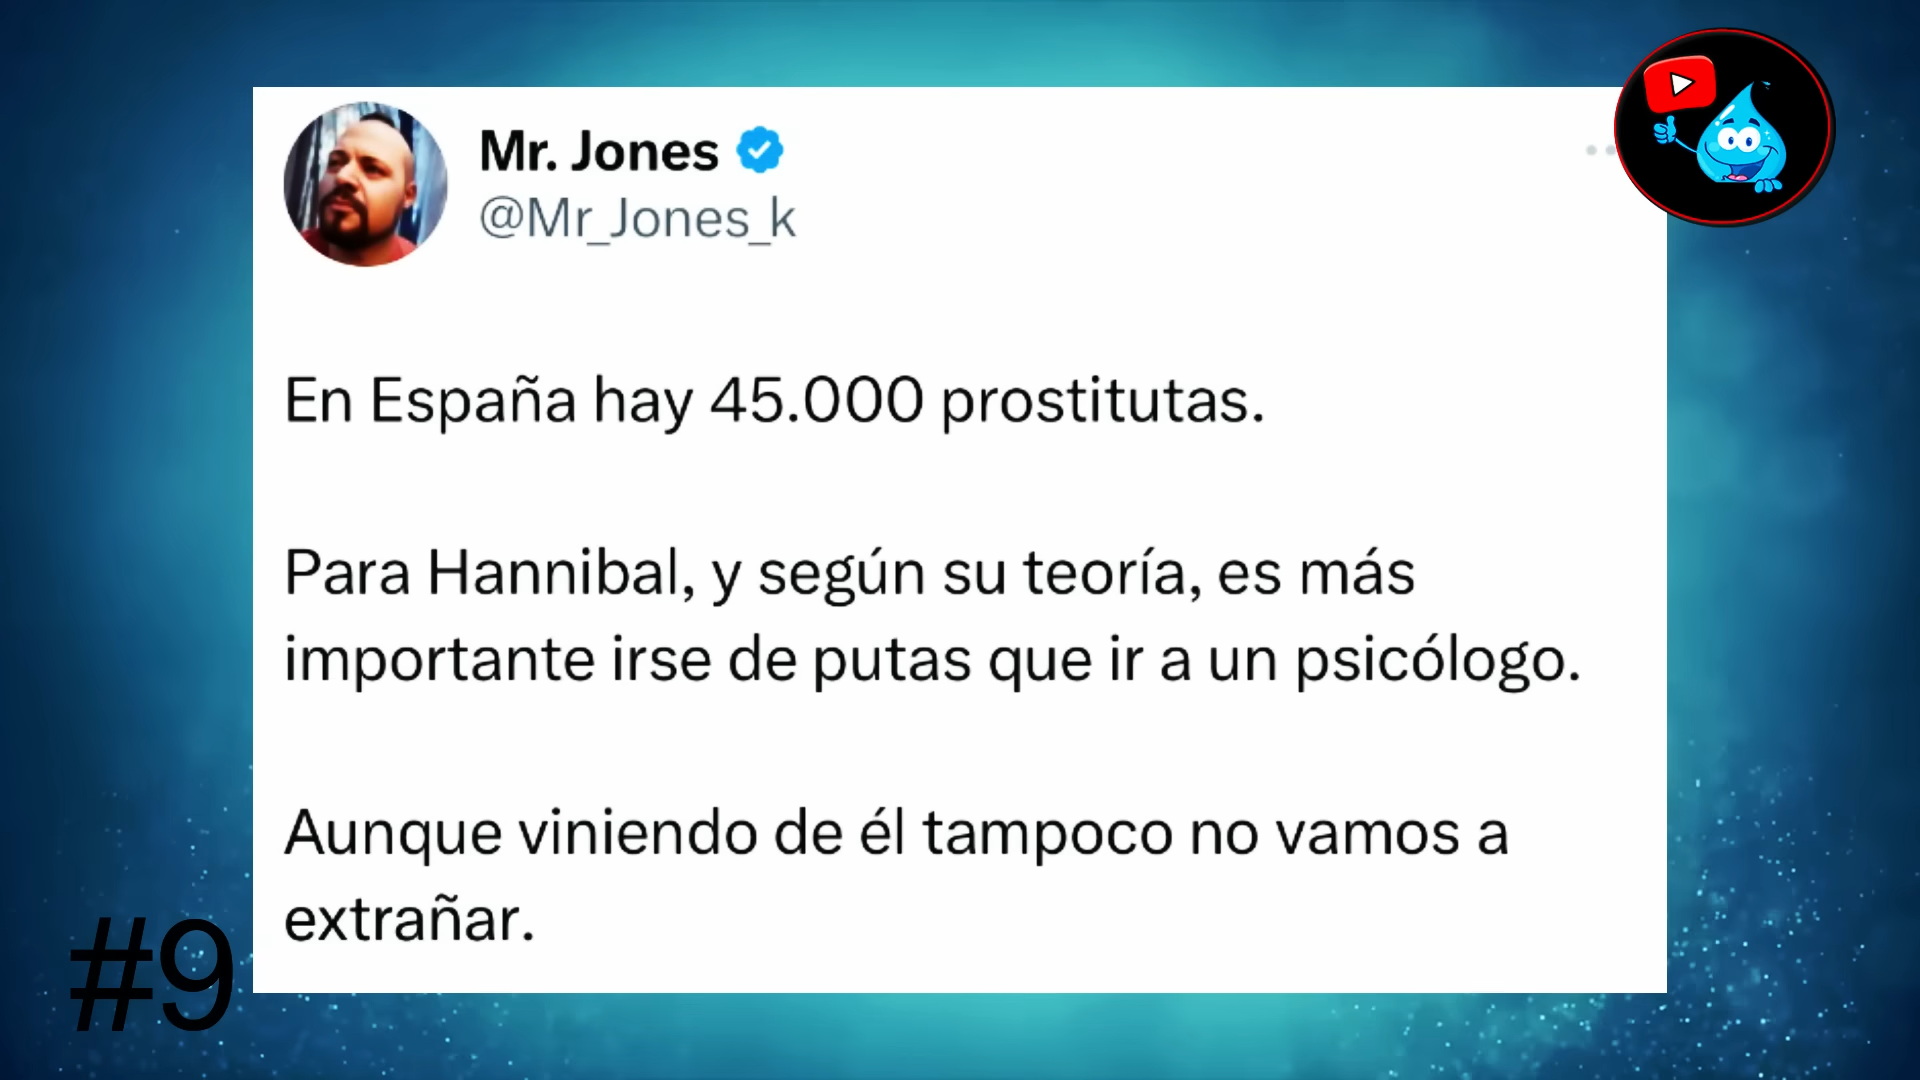 Mr. Jones
@Mr_Jones_k
En España hay 45.000 prostitutas.
Para Hannibal, y según su teoría, es más
importante irse de putas que ir a un psicólogo.
Aunque viniendo de él tampoco no vamos a
extrañar.
#9